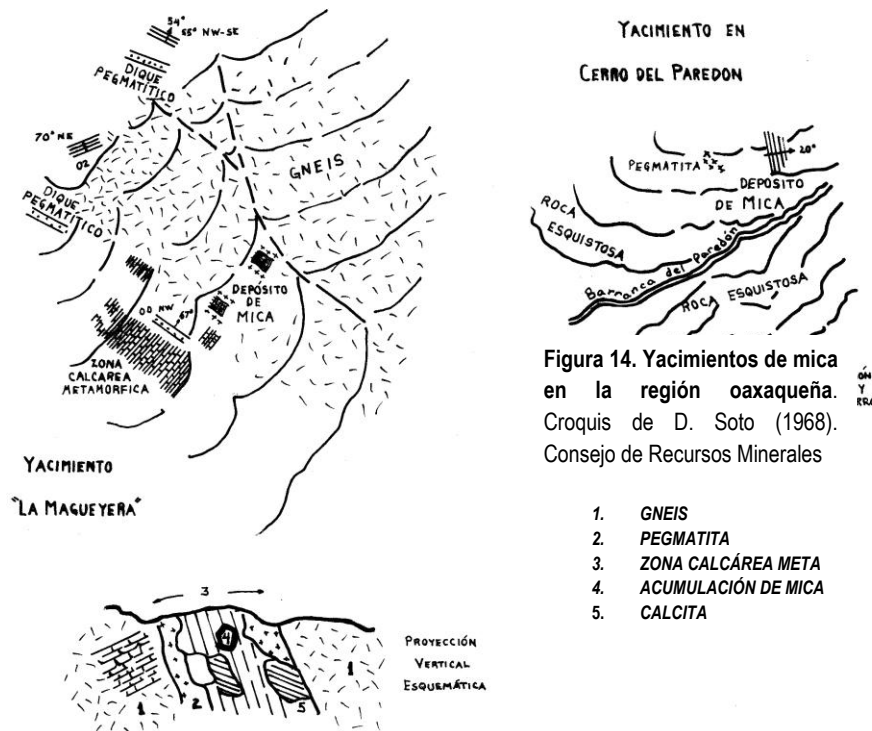 54°
55° NW-SE
DIQUE
PEGMATÍTICO
70° NE
02
DIQUE
PEGMATÍTICO
GNEIS
DEPÓSITO
DE
MICA
NW 67°
ZONA
CALCAREA
METAMORFICA
YACIMIENTO
"LA MAGUEYERA"
YACIMIENTO EN
CERRO DEL PAREDON
PEGMATITA
20°
DEPÓSITO
DE MICA
ROCA
ESQUISTOSA
Barranca del Paredón
ROCA ESQUISTOSA
Figura 14. Yacimientos de mica
en la región oaxaqueña.
Croquis de D. Soto (1968).
Consejo de Recursos Minerales
ÓN
Y
1. GNEIS
2. PEGMATITA
3. ZONA CALCÁREA META
4. ACUMULACIÓN DE MICA
5. CALCITA
3
4
1
2
5
1
PROYECCIÓN
VERTICAL
ESQUEMÁTICA